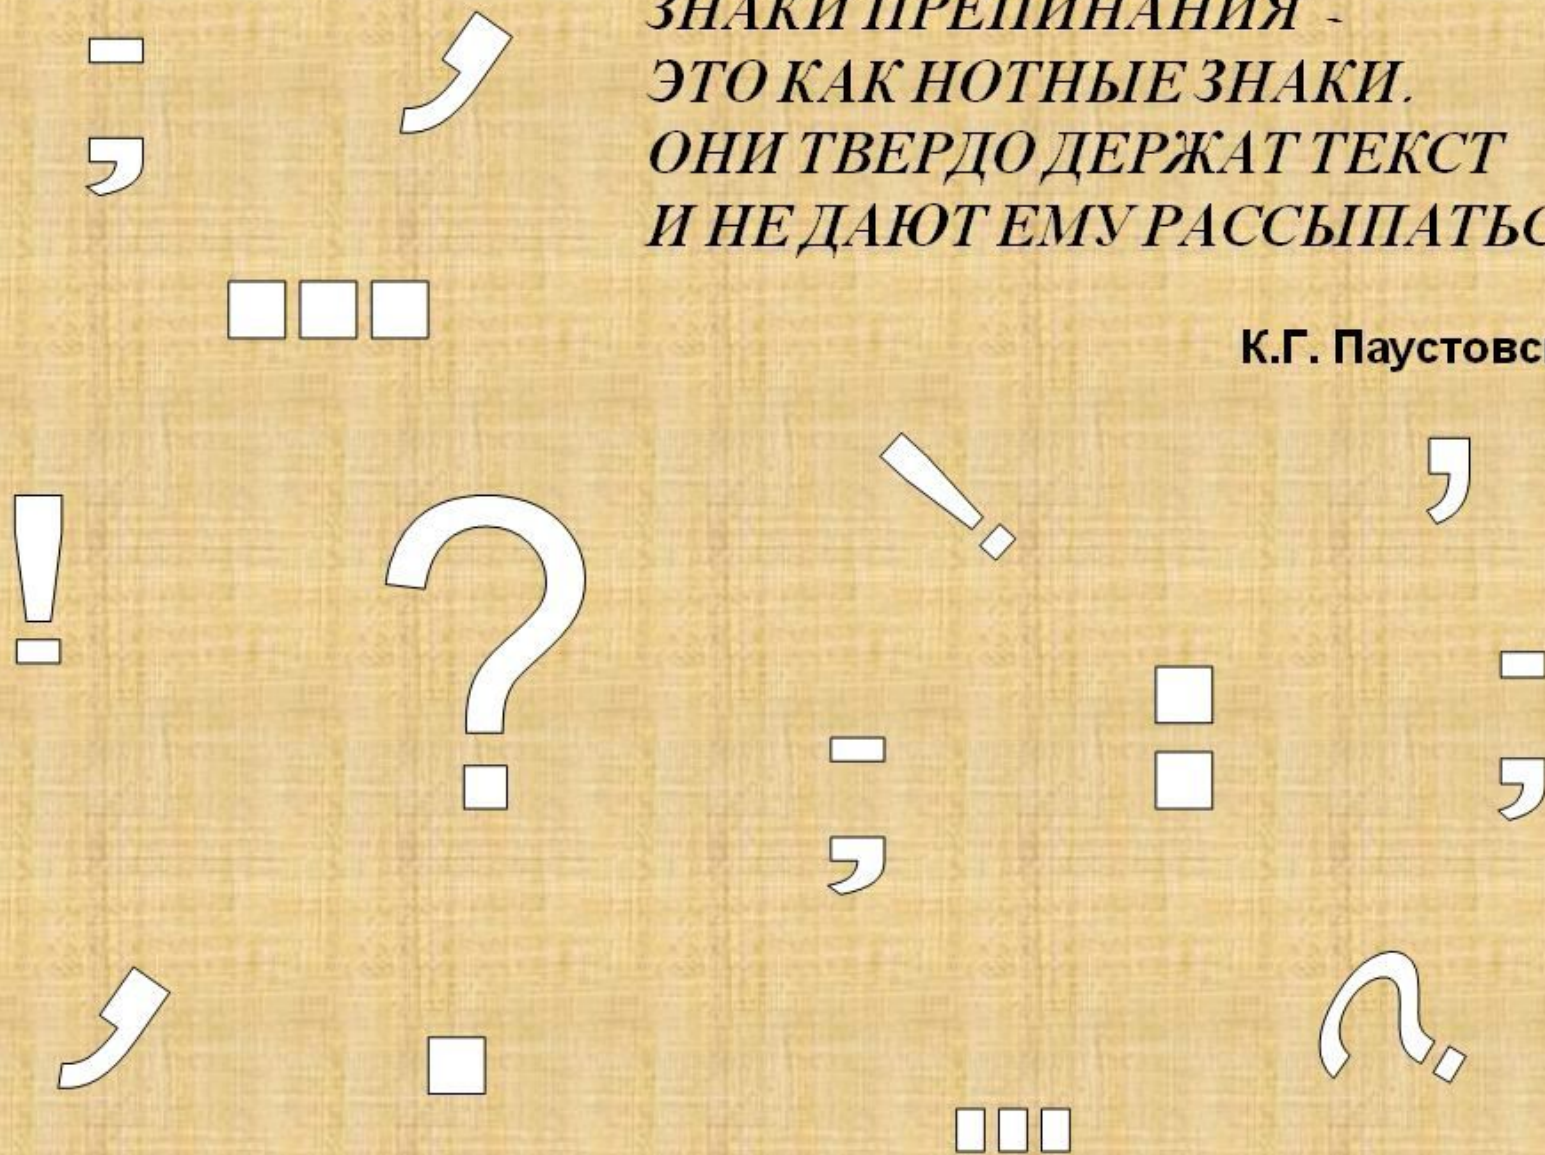 ЗНАКИ ПРЕПИНАНИЯ -
ЭТО КАК НОТНЫЕ ЗНАКИ.
ОНИ ТВЕРДО ДЕРЖАТ ТЕКСТ
И НЕ ДАЮТ ЕМУ РАССЫПАТЬС
К.Г. Паустовс
;
,
...
!
?
!
,
;
:
;
,
.
...
?